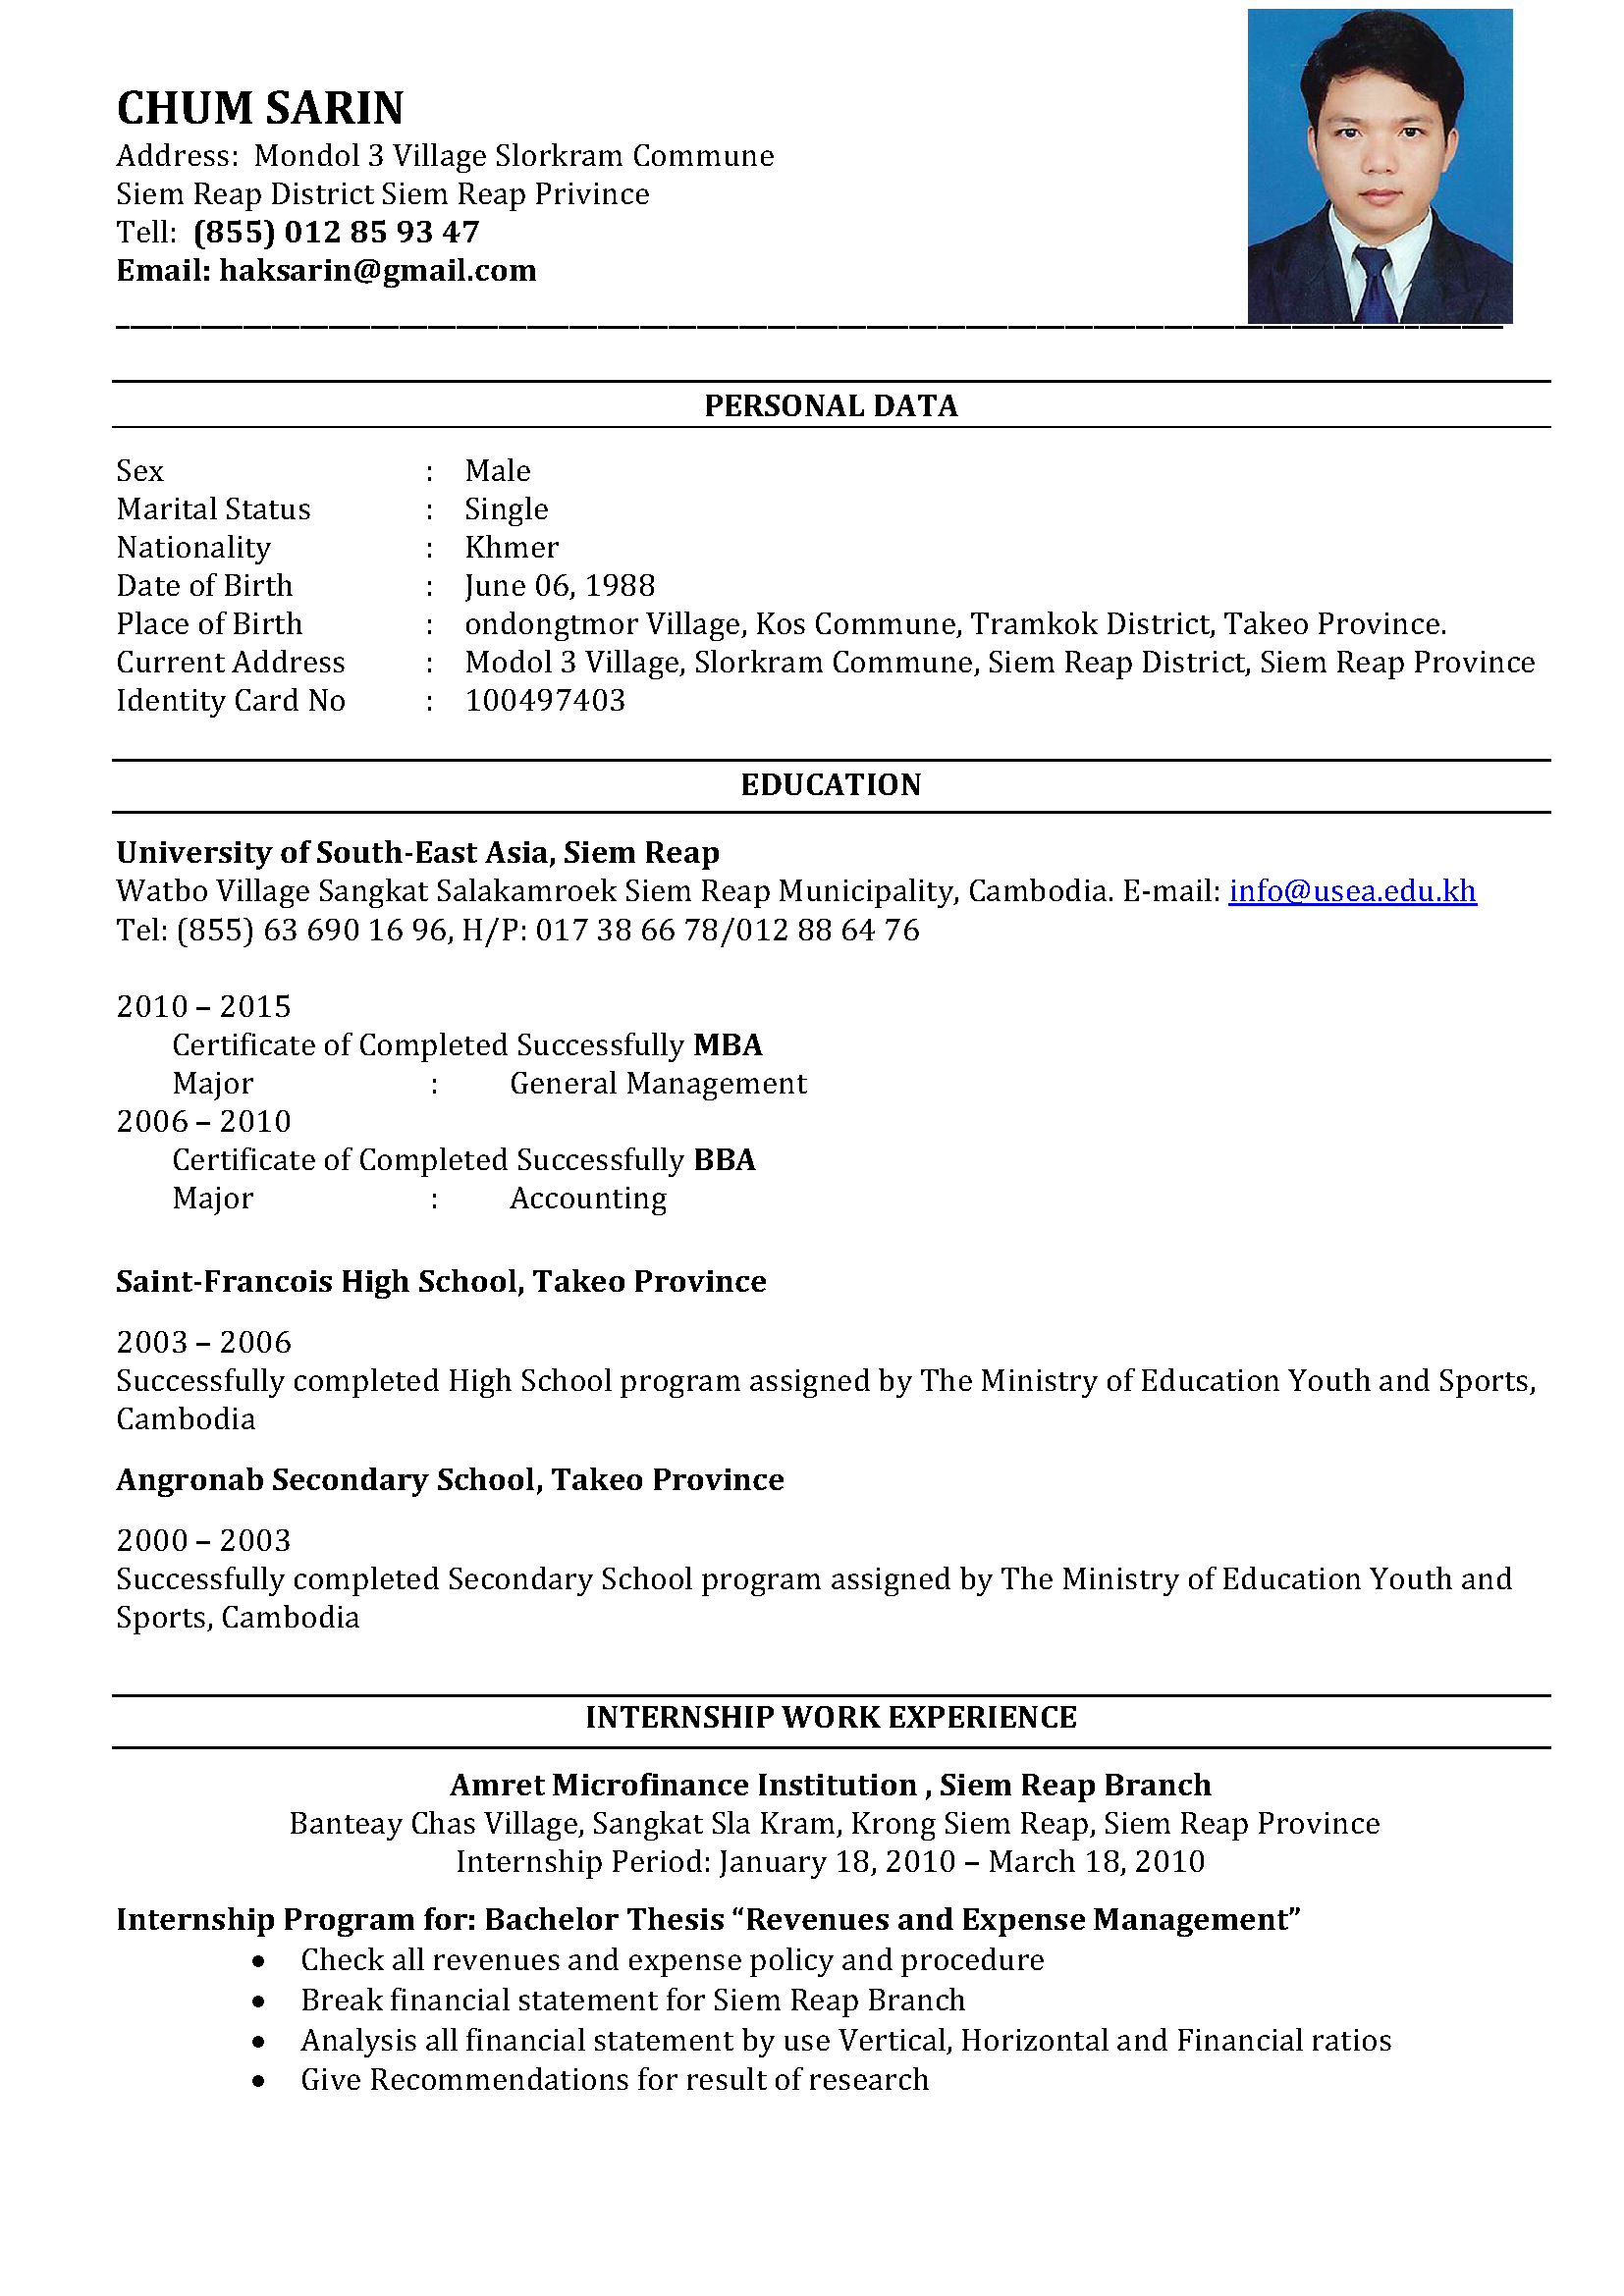 CHUM SARIN
Address:  Mondol 3 Village Slorkram Commune
Siem Reap District Siem Reap Privince
Tell:  (855) 012 85 93 47
Email: haksarin@gmail.com
PERSONAL DATA
Sex : Male
Marital Status : Single
Nationality : Khmer
Date of Birth : June 06, 1988
Place of Birth : ondongtmor Village, Kos Commune, Tramkok District, Takeo Province.
Current Address : Modol 3 Village, Slorkram Commune, Siem Reap District, Siem Reap Province
Identity Card No : 100497403
EDUCATION
University of South-East Asia, Siem Reap
Watbo Village Sangkat Salakamroek Siem Reap Municipality, Cambodia. E-mail: info@usea.edu.kh
Tel: (855) 63 690 16 96, H/P: 017 38 66 78/012 88 64 76
2010 – 2015
Certificate of Completed Successfully MBA
Major : General Management
2006 – 2010
Certificate of Completed Successfully BBA
Major : Accounting
Saint-Francois High School, Takeo Province
2003 – 2006
Successfully completed High School program assigned by The Ministry of Education Youth and Sports,
Cambodia
Angronab Secondary School, Takeo Province
2000 – 2003
Successfully completed Secondary School program assigned by The Ministry of Education Youth and
Sports, Cambodia
INTERNSHIP WORK EXPERIENCE
Amret Microfinance Institution , Siem Reap Branch
Banteay Chas Village, Sangkat Sla Kram, Krong Siem Reap, Siem Reap Province
Internship Period: January 18, 2010 – March 18, 2010
Internship Program for: Bachelor Thesis “Revenues and Expense Management”
• Check all revenues and expense policy and procedure
• Break financial statement for Siem Reap Branch
• Analysis all financial statement by use Vertical, Horizontal and Financial ratios
• Give Recommendations for result of research